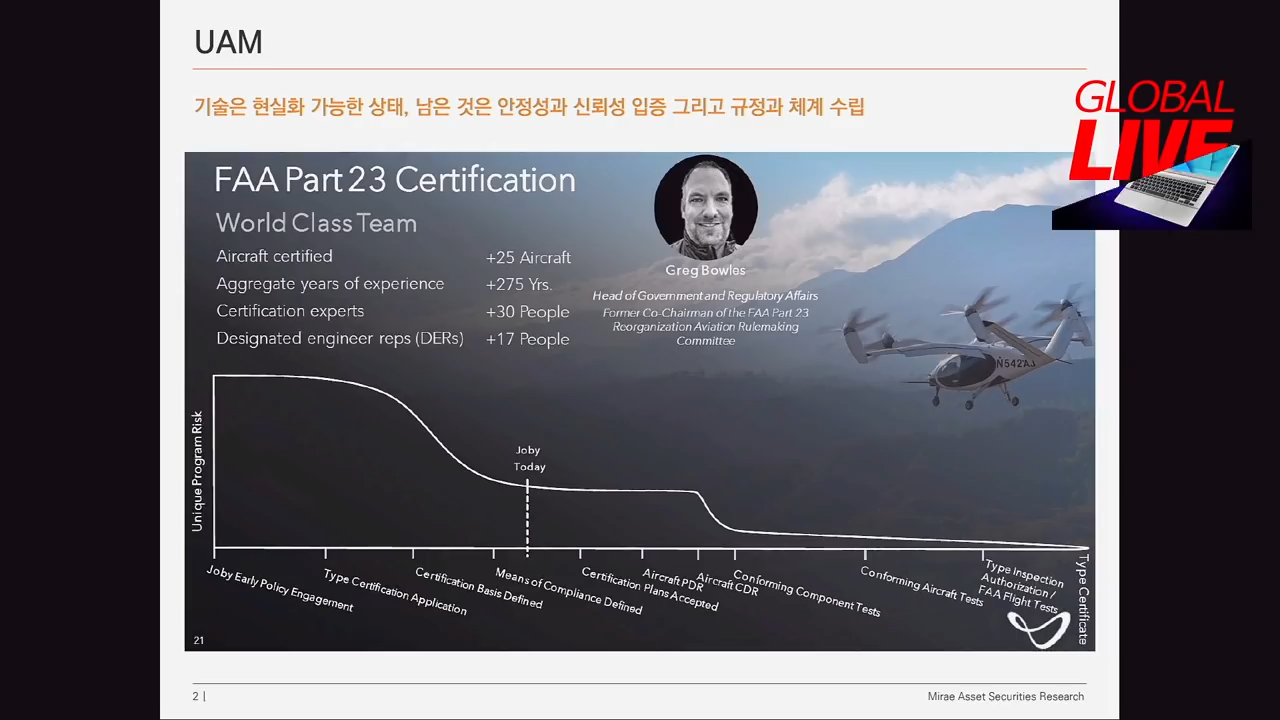 UAM
기술은 현실화 가능한 상태, 남은 것은 안정성과 신뢰성 입증 그리고 규정과 체계 수립
GLOBAL
LIVE
FAA Part 23 Certification
World Class Team
Aircraft certified +25 Aircraft
Aggregate years of experience +275 Yrs.
Certification experts +30 People
Designated engineer reps (DERs) +17 People
Greg Bowles
Head of Government and Regulatory Affairs
Former Co-Chairman of the FAA Part 23
Reorganization Aviation Rulemaking
Committee
N542AJ
Unique Program Risk
Joby
Today
Joby Early Policy Engagement
Type Certification Application
Certification Basis Defined
Means of Compliance Defined
Certification Plans Accepted
Aircraft PDR
Aircraft CDR
Conforming Component Tests
Conforming Aircraft Tests
Type Inspection
Authorization /
FAA Flight Tests
Type Certificate
21
2 |
Mirae Asset Securities Research